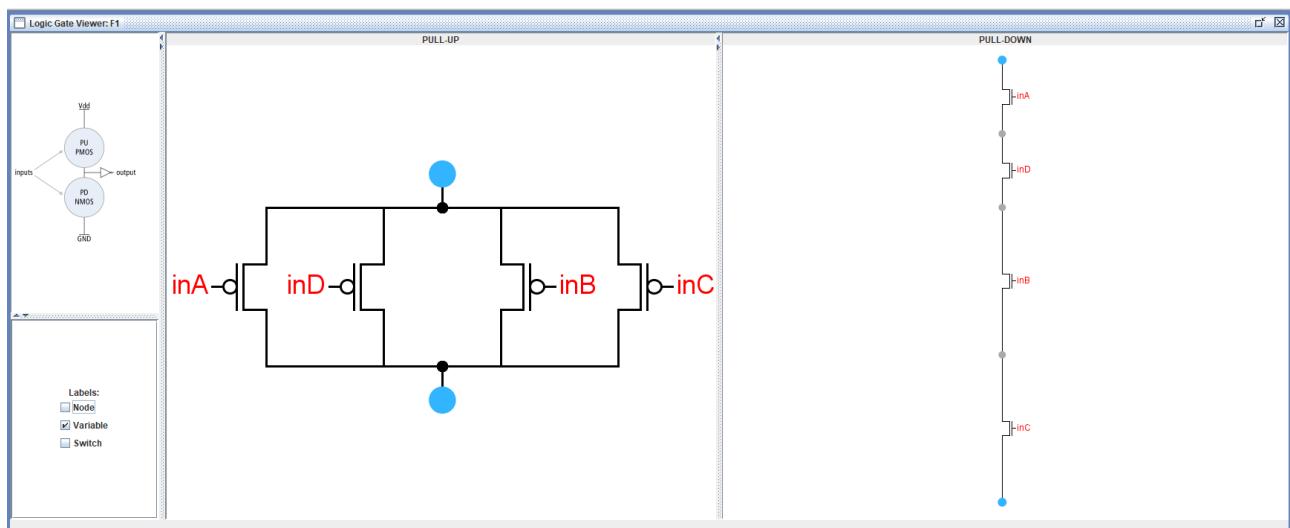 Logic Gate Viewer: F1
Vdd
PU
PMOS
inputs
output
PD
NMOS
GND
Labels:
Node
Variable
Switch
PULL-UP
inA
inD
inB
inC
PULL-DOWN
inA
inD
inB
inC